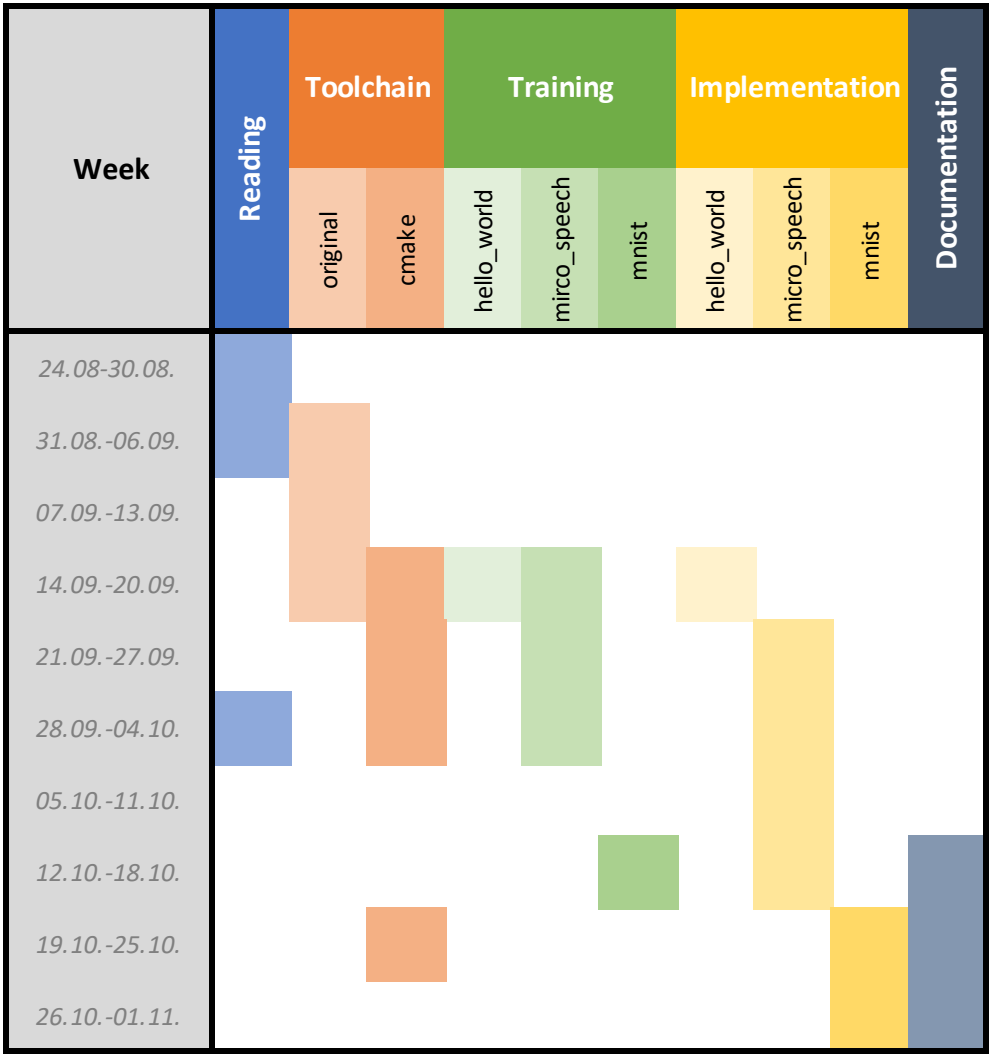 Week
Reading
Toolchain
Training
Implementation
Documentation
original
cmake
hello_world
mirco_speech
mnist
hello_world
micro_speech
mnist
24.08-30.08.
31.08.-06.09.
07.09.-13.09.
14.09.-20.09.
21.09.-27.09.
28.09.-04.10.
05.10.-11.10.
12.10.-18.10.
19.10.-25.10.
26.10.-01.11.